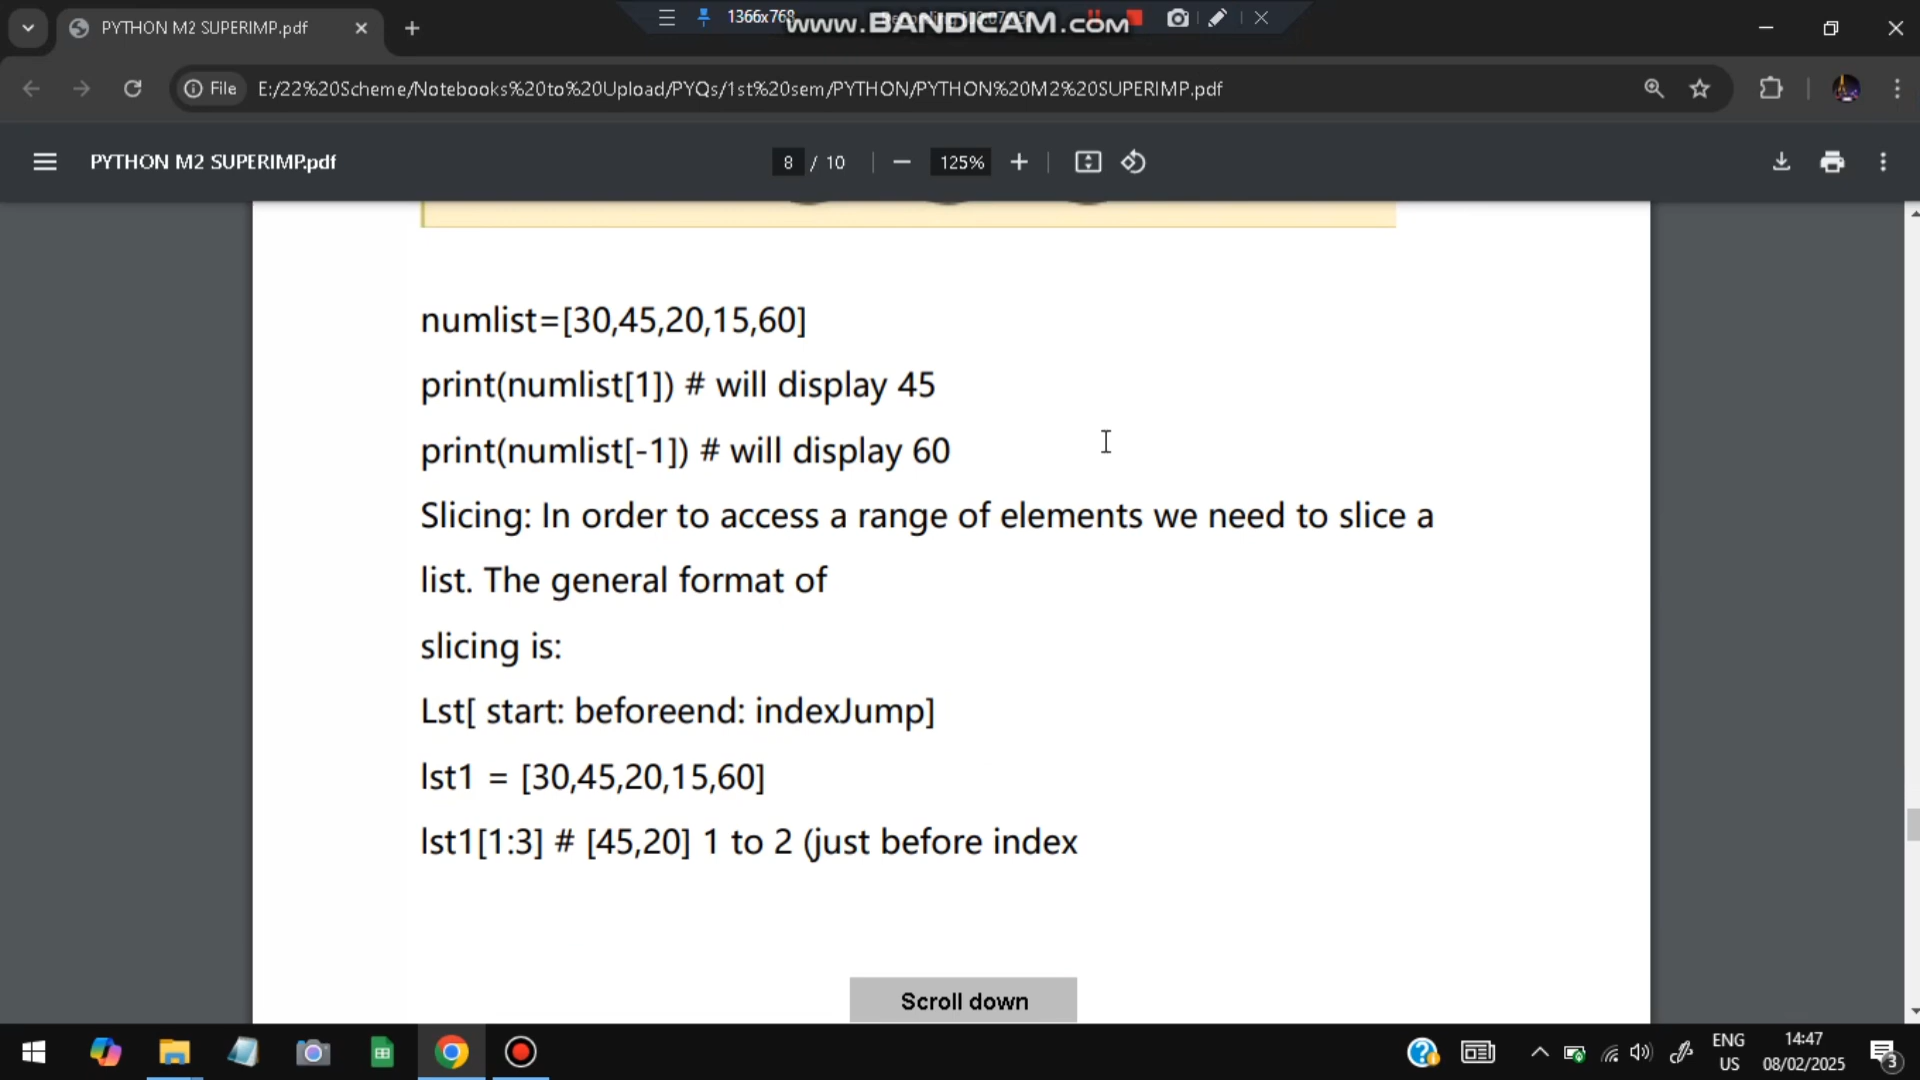 PYTHON M2 SUPERIMP.pdf
1366x768
www.BANDICAM.com
File
E:/22%20Scheme/Notebooks%20to%20Upload/PYQs/1st%20sem/PYTHON/PYTHON%20M2%20SUPERIMP.pdf
PYTHON M2 SUPERIMP.pdf
8 / 10
125%
numlist=[30,45,20,15,60]
print(numlist[1]) # will display 45
print(numlist[-1]) # will display 60
Slicing: In order to access a range of elements we need to slice a
list. The general format of
slicing is:
Lst[ start: beforeend: indexJump]
lst1 = [30,45,20,15,60]
lst1[1:3] # [45,20] 1 to 2 (just before index
Scroll down
ENG
US
14:47
08/02/2025
3